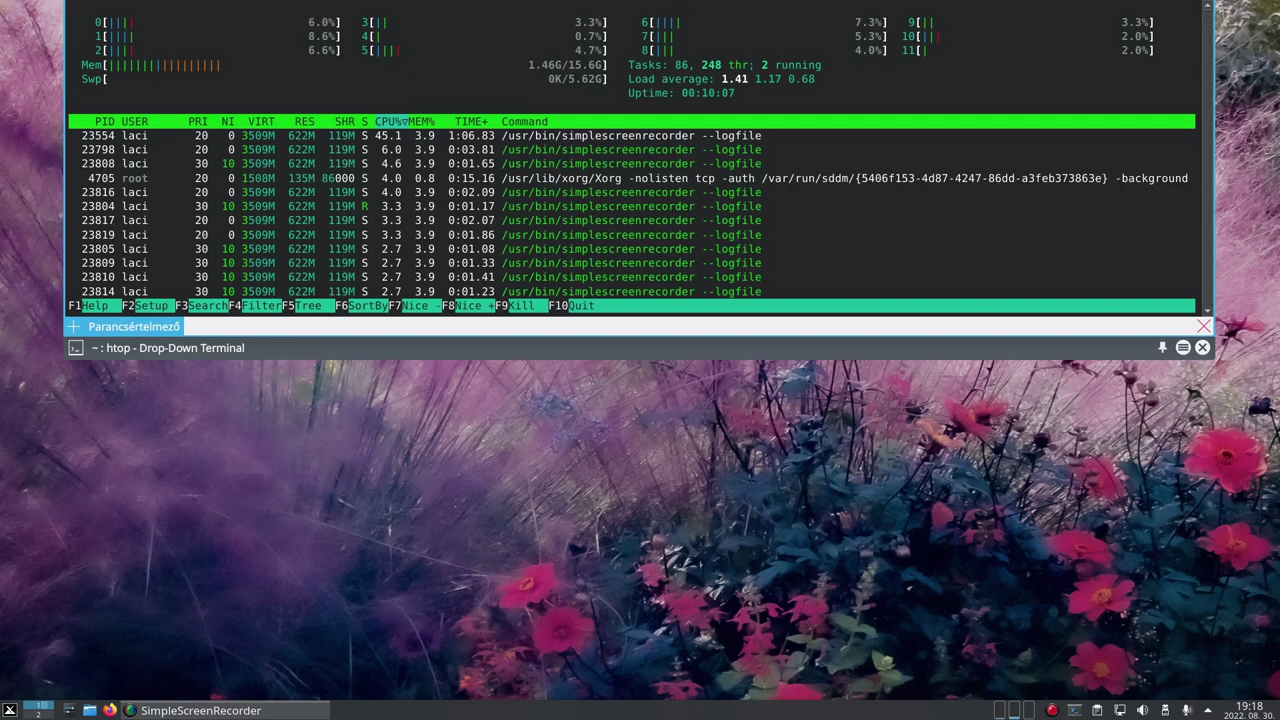 0[|||| 6.0%] 3[|| 3.3%] 6[|||| 7.3%] 9[|| 3.3%]
1[|||| 8.6%] 4[| 0.7%] 7[||| 5.3%] 10[||| 2.0%]
2[|||| 6.6%] 5[|||| 4.7%] 8[||| 4.0%] 11[| 2.0%]
Mem[||||||||||||||||| 1.46G/15.6G] Tasks: 86, 248 thr; 2 running
Swp[ 0K/5.62G] Load average: 1.41 1.17 0.68
Uptime: 00:10:07
PID USER PRI NI VIRT RES SHR S CPU%▽MEM% TIME+ Command
23554 laci 20 0 3509M 622M 119M S 45.1 3.9 1:06.83 /usr/bin/simplescreenrecorder --logfile
23798 laci 20 0 3509M 622M 119M S 6.0 3.9 0:03.81 /usr/bin/simplescreenrecorder --logfile
23808 laci 30 10 3509M 622M 119M S 4.6 3.9 0:01.65 /usr/bin/simplescreenrecorder --logfile
4705 root 20 0 1508M 135M 86000 S 4.0 0.8 0:15.16 /usr/lib/xorg/Xorg -nolisten tcp -auth /var/run/sddm/{5406f153-4d87-4247-86dd-a3feb373863e} -background
23816 laci 20 0 3509M 622M 119M S 4.0 3.9 0:02.09 /usr/bin/simplescreenrecorder --logfile
23804 laci 30 10 3509M 622M 119M R 3.3 3.9 0:01.17 /usr/bin/simplescreenrecorder --logfile
23817 laci 20 0 3509M 622M 119M S 3.3 3.9 0:02.07 /usr/bin/simplescreenrecorder --logfile
23819 laci 20 0 3509M 622M 119M S 3.3 3.9 0:01.86 /usr/bin/simplescreenrecorder --logfile
23805 laci 30 10 3509M 622M 119M S 2.7 3.9 0:01.08 /usr/bin/simplescreenrecorder --logfile
23809 laci 30 10 3509M 622M 119M S 2.7 3.9 0:01.33 /usr/bin/simplescreenrecorder --logfile
23810 laci 30 10 3509M 622M 119M S 2.7 3.9 0:01.41 /usr/bin/simplescreenrecorder --logfile
23814 laci 30 10 3509M 622M 119M S 2.7 3.9 0:01.23 /usr/bin/simplescreenrecorder --logfile
F1Help F2Setup F3SearchF4FilterF5Tree F6SortByF7Nice -F8Nice +F9Kill F10Quit
Parancsértelmező
~ : htop - Drop-Down Terminal
1
2
SimpleScreenRecorder
19:18
2022. 08. 30.